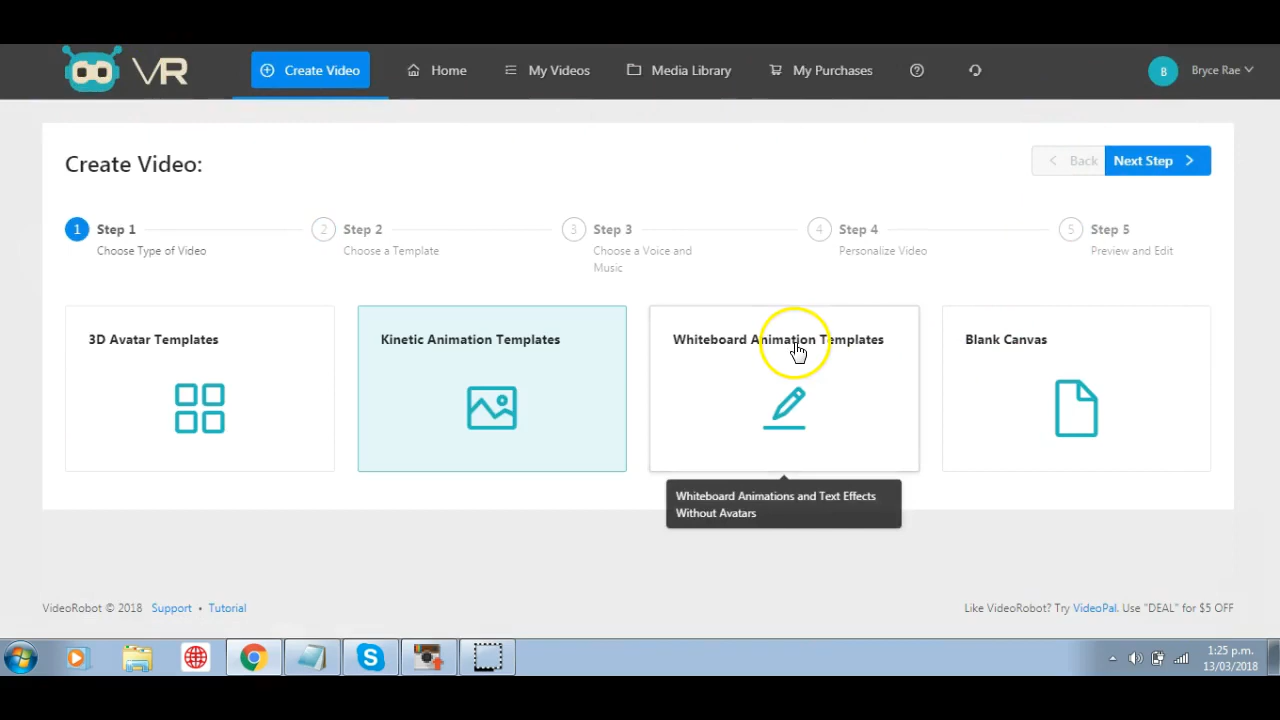 VR
Create Video
Home
My Videos
Media Library
My Purchases
B
Bryce Rae
Create Video:
Back
Next Step
1
Step 1
Choose Type of Video
2
Step 2
Choose a Template
3
Step 3
Choose a Voice and
Music
4
Step 4
Personalize Video
5
Step 5
Preview and Edit
3D Avatar Templates
Kinetic Animation Templates
Whiteboard Animation Templates
Blank Canvas
Whiteboard Animations and Text Effects
Without Avatars
VideoRobot © 2018 Support • Tutorial
Like VideoRobot? Try VideoPal. Use "DEAL" for $5 OFF
1:25 p.m.
13/03/2018